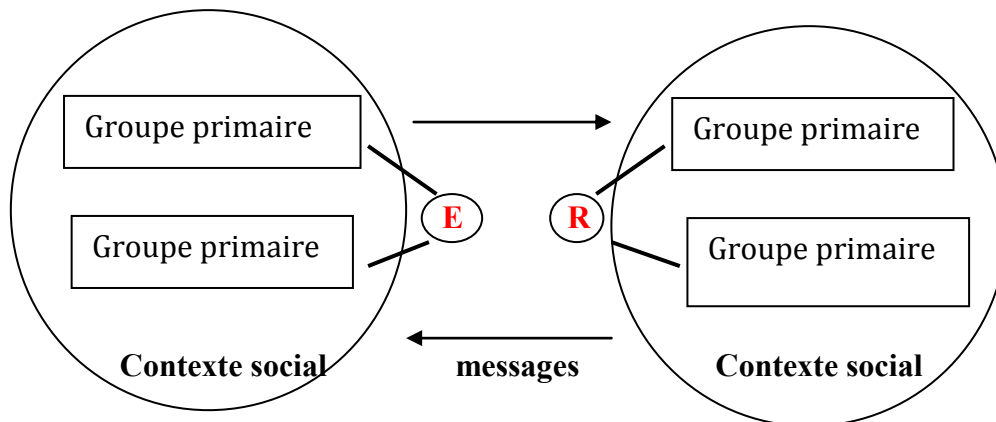 Groupe primaire
Groupe primaire
E
R
Groupe primaire
Groupe primaire
Contexte social
messages
Contexte social